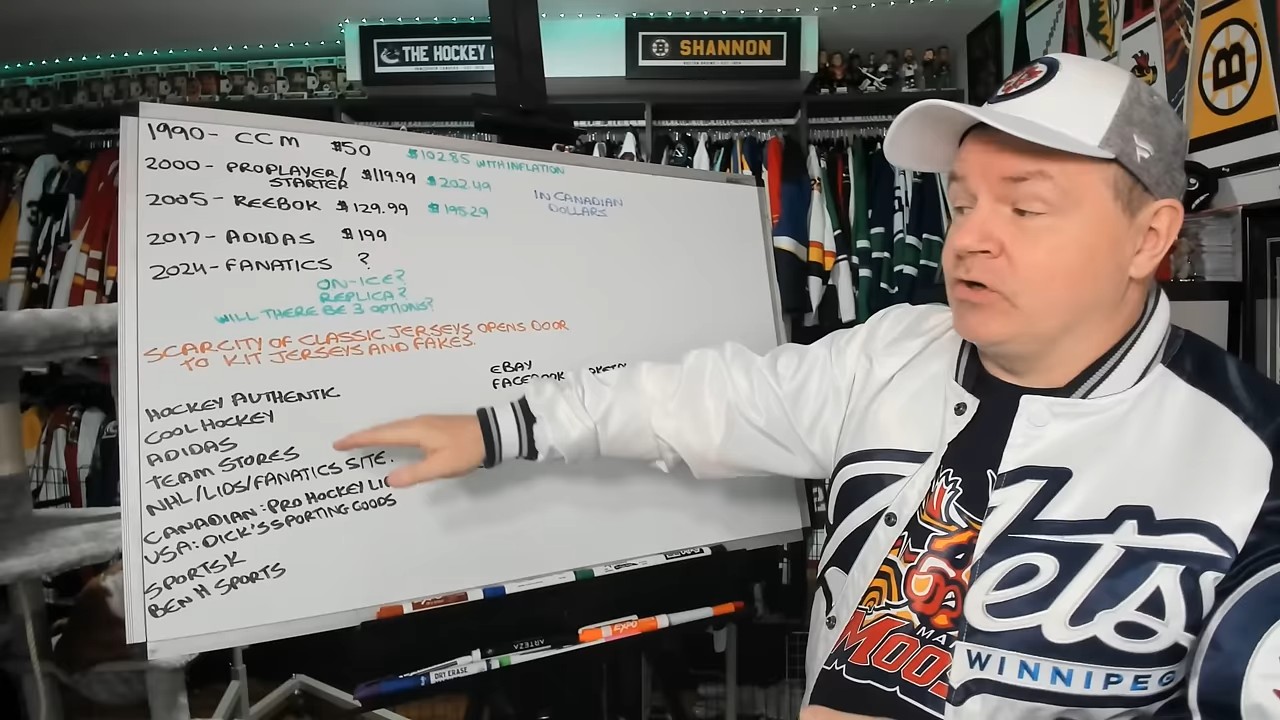 THE HOCKEY
SHANNON
1990- CCM $50 $102.85 WITH INFLATION
2000- PROPLAYER/ $119.99 $202.49
STARTER
2005- REEBOK $129.99 $195.29
IN CANADIAN
DOLLARS
2017- ADIDAS $199
2024- FANATICS ?
ON-ICE?
REPLICA?
WILL THERE BE 3 OPTIONS?
SCARCITY OF CLASSIC JERSEYS OPENS DOOR
TO KIT JERSEYS AND FAKES.
EBAY
FACEBOOK
HOCKEY AUTHENTIC
COOL HOCKEY
ADIDAS
TEAM STORES
NHL/LIDS/FANATICS SITE.
CANADIAN: PRO HOCKEY LI
USA: DICK'S SPORTING GOODS
SPORTSK
BEN H SPORTS
EXPO
ARTEZA
DRY ERASE
B
Jets
WINNIPEG
MA
MOOS